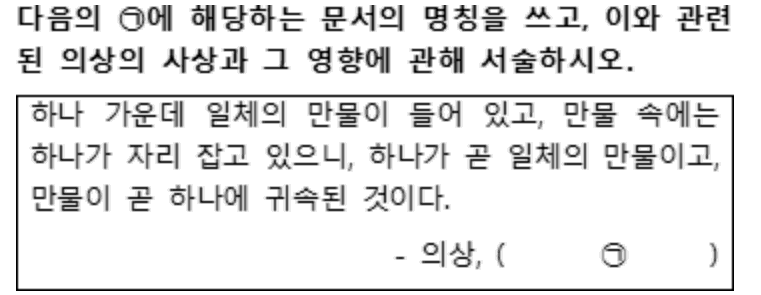 다음의 ㉠에 해당하는 문서의 명칭을 쓰고, 이와 관련
된 의상의 사상과 그 영향에 관해 서술하시오.
하나 가운데 일체의 만물이 들어 있고, 만물 속에는
하나가 자리 잡고 있으니, 하나가 곧 일체의 만물이고,
만물이 곧 하나에 귀속된 것이다.
- 의상, ( ㉠ )